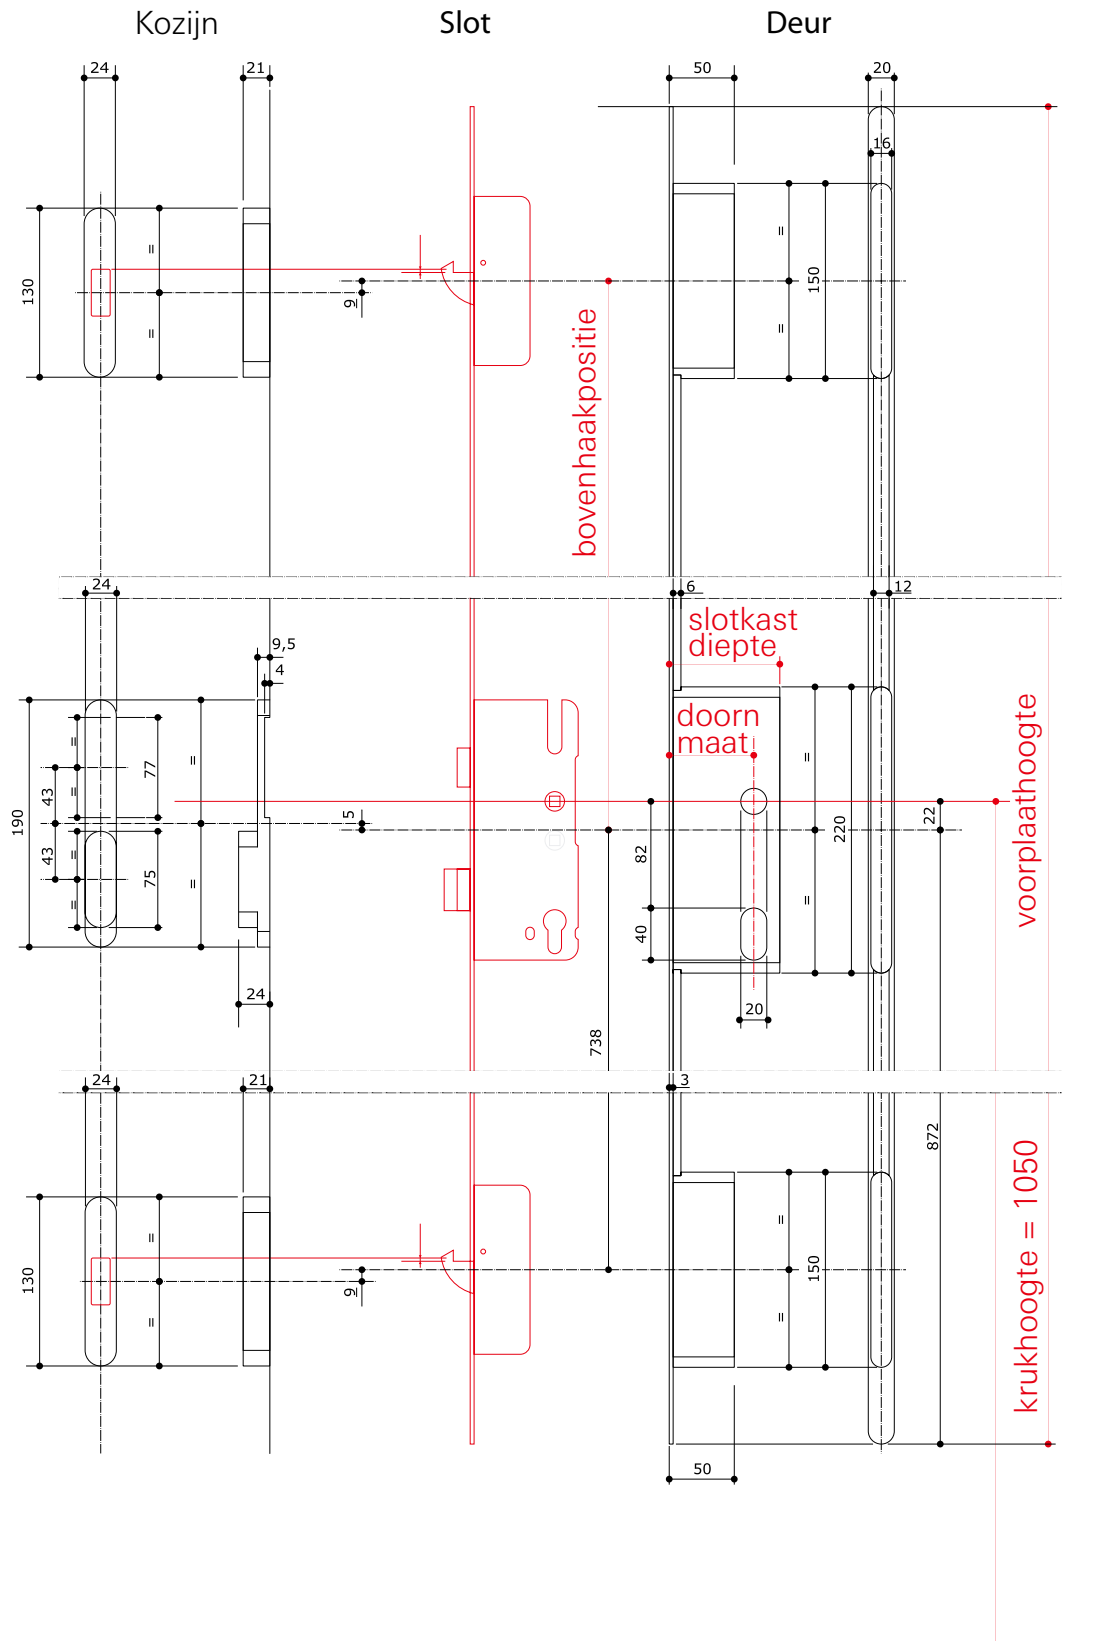 Kozijn Slot Deur
24 21 50 20
16
130 = = 9 = 150 =
bovenhaakpositie
24 6 12
9,5
4
slotkast
diepte
doorn
maat
190 43 43 = = = = 77 75 = = 5 82 40 = = 220 22
voorplaathoogte
24 20
738
24 21 3
872
130 = = 9 = 150 =
krukhoogte = 1050
50